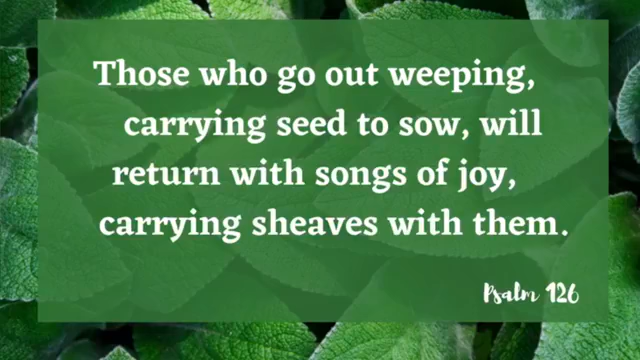 Those who go out weeping,
carrying seed to sow, will
return with songs of joy,
carrying sheaves with them.
Psalm 126